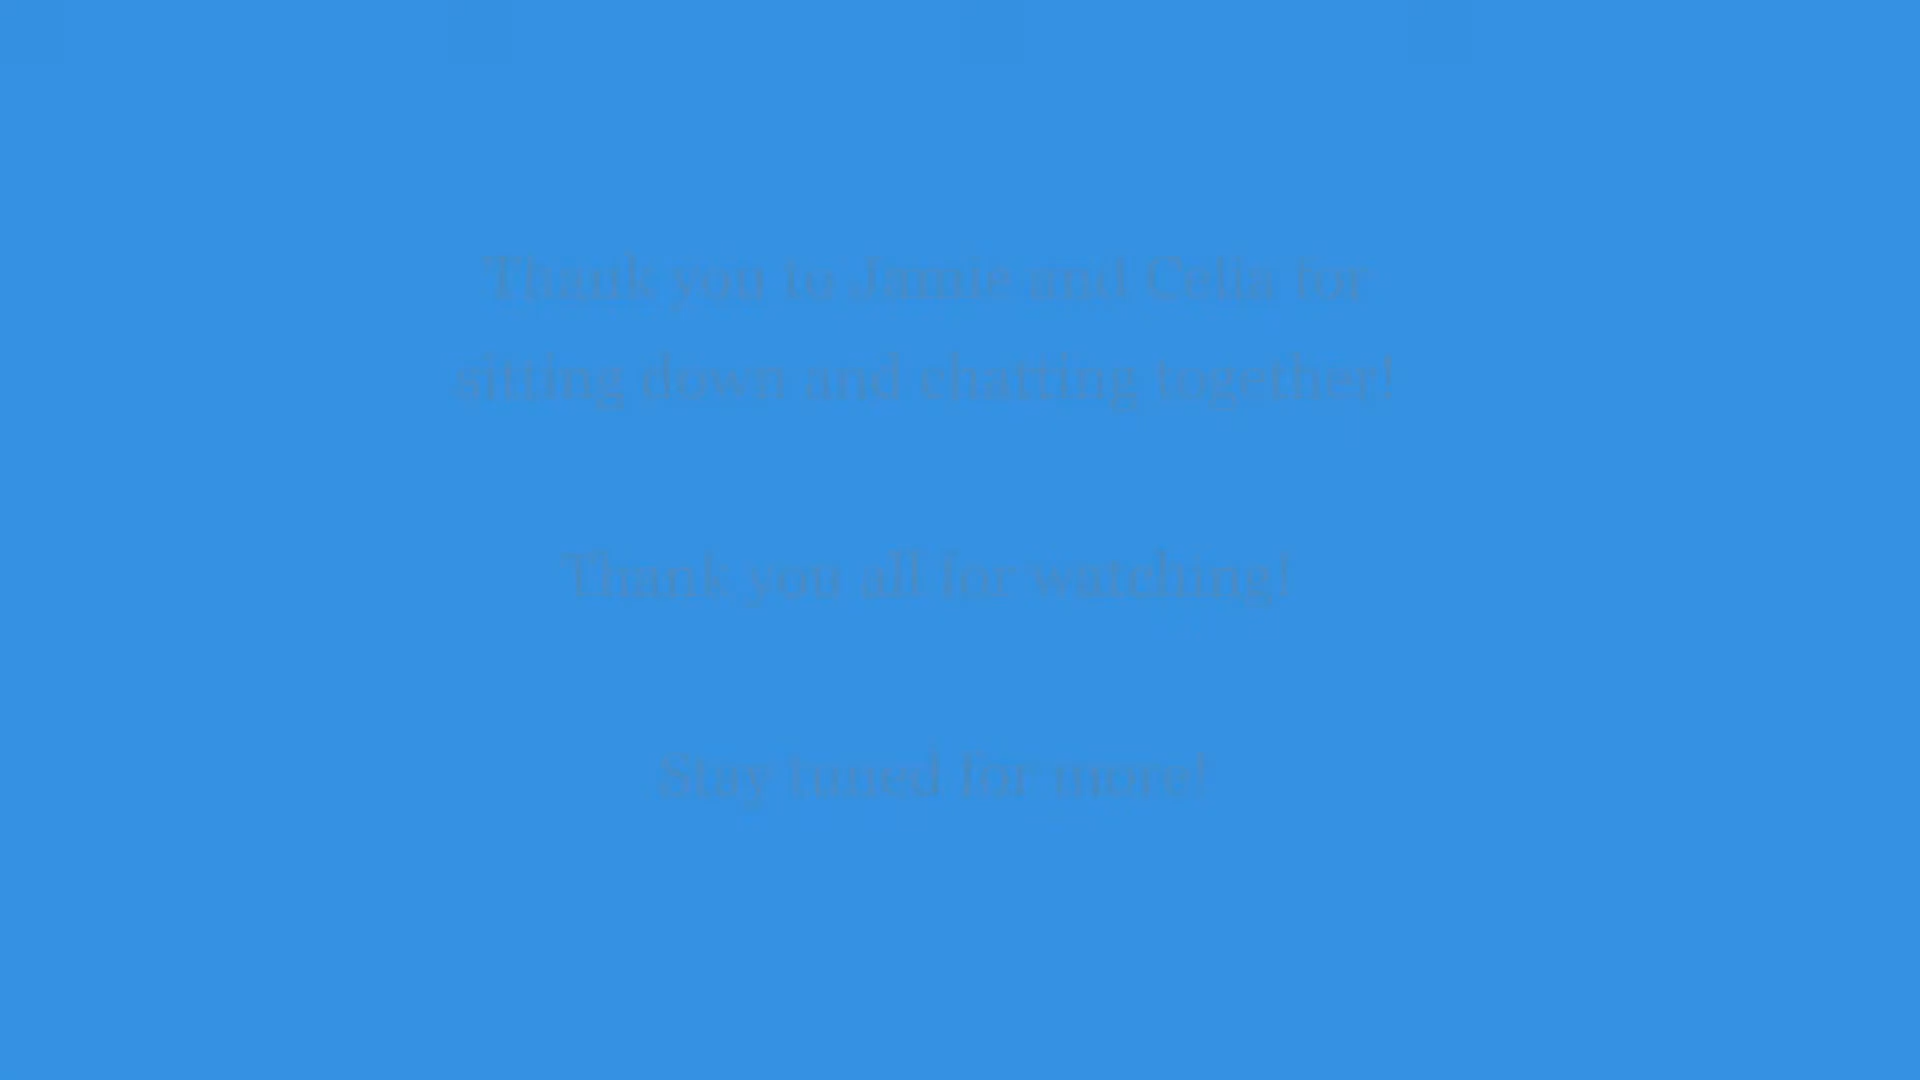 Thank you to Jamie and Celia for
sitting down and chatting together!
Thank you all for watching!
Stay tuned for more!